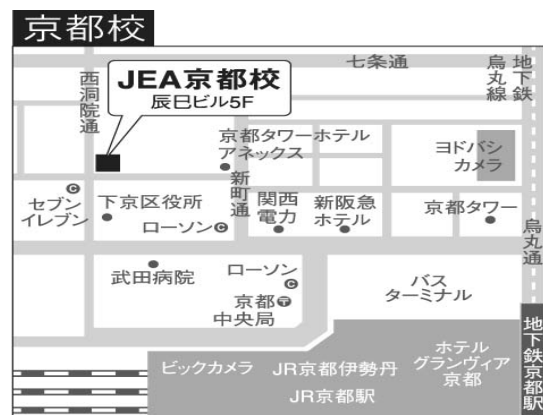 京都校
七条通
地下鉄
烏丸線
西洞院通
JEA京都校
辰巳ビル5F
京都タワーホテル
アネックス
ヨドバシ
カメラ
新町通
セブン
イレブン
下京区役所
ローソン
関西
電力
新阪急
ホテル
京都タワー
烏丸通
武田病院
ローソン
京都
中央局
バス
ターミナル
地下鉄京都駅
ビックカメラ
JR京都伊勢丹
ホテル
グランヴィア
京都
JR京都駅